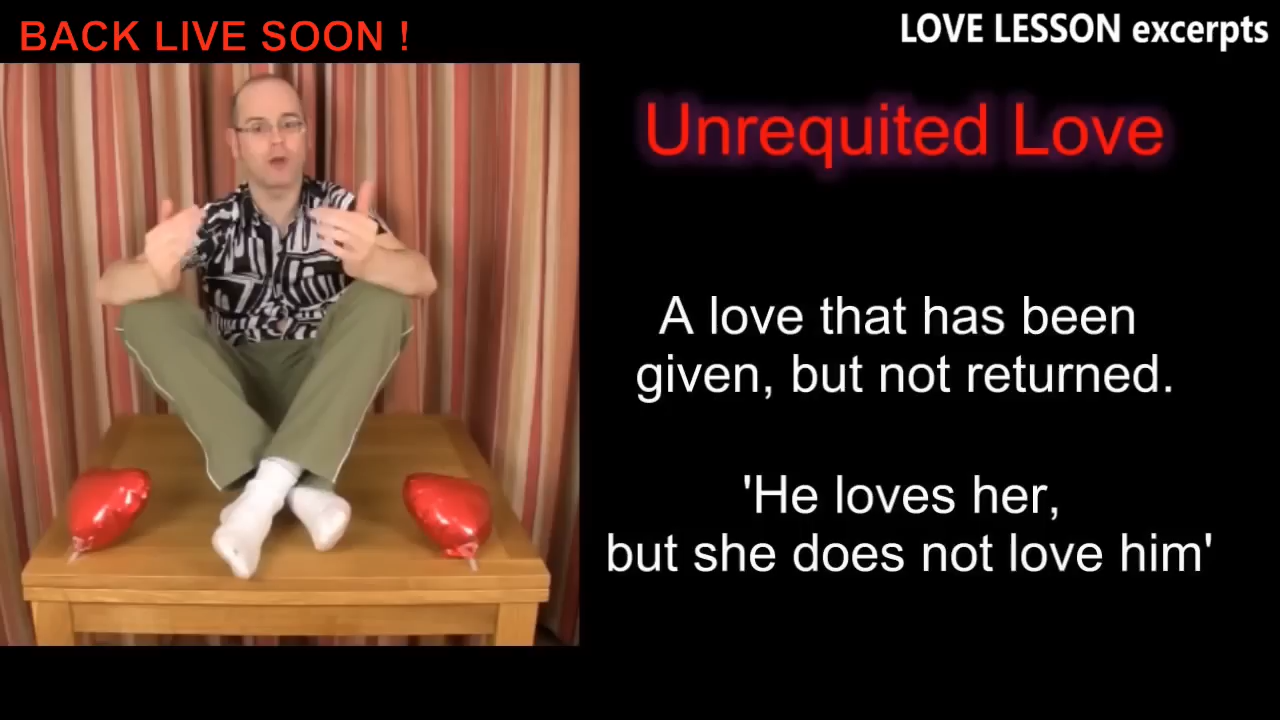 BACK LIVE SOON !
LOVE LESSON excerpts
Unrequited Love
A love that has been
given, but not returned.
'He loves her,
but she does not love him'